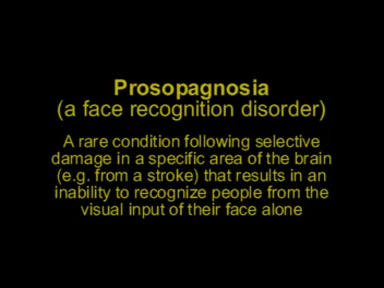 Prosopagnosia
(a face recognition disorder)
A rare condition following selective
damage in a specific area of the brain
(e.g. from a stroke) that results in an
inability to recognize people from the
visual input of their face alone